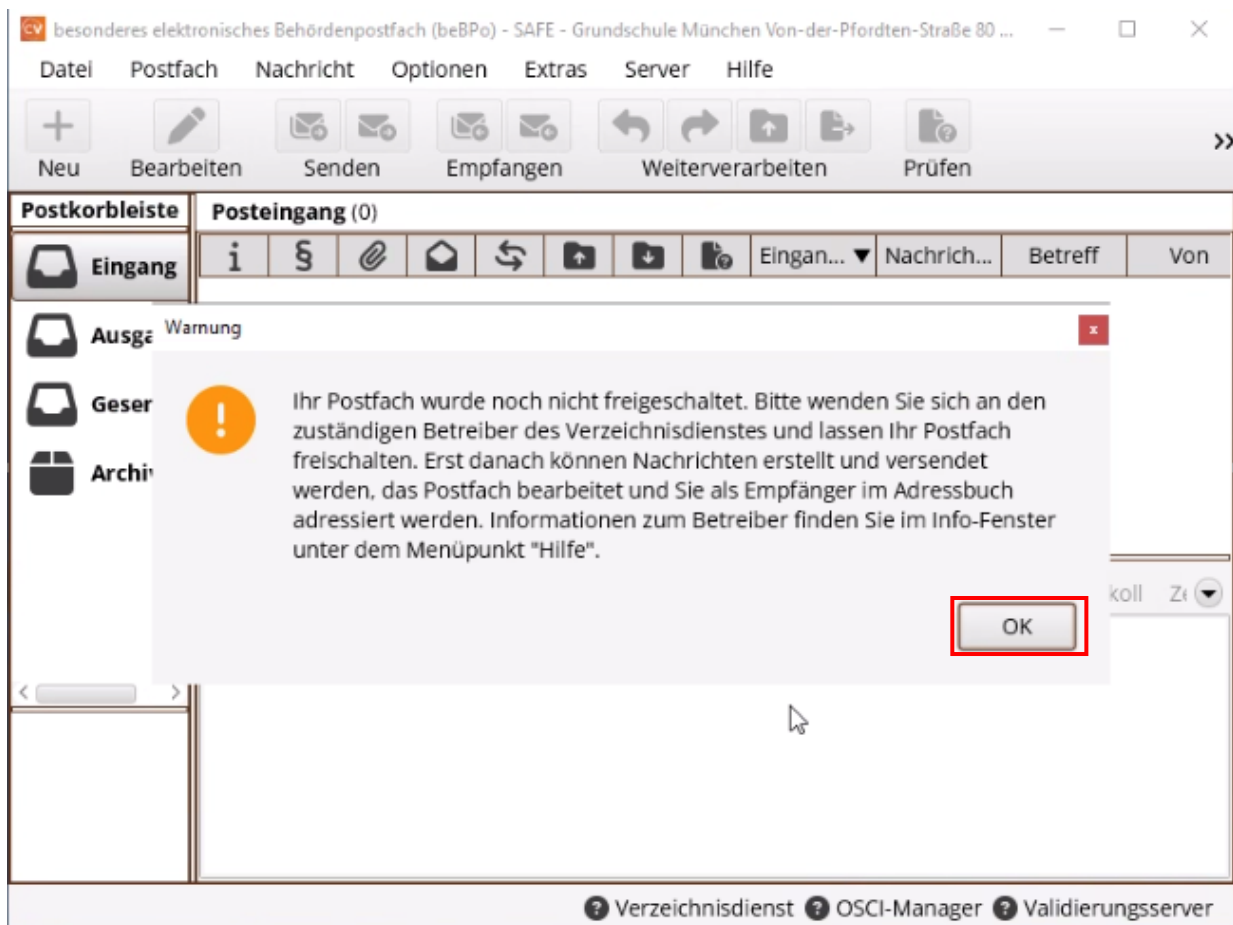 besonderes elektronisches Behördenpostfach (beBPo) - SAFE - Grundschule München Von-der-Pfordten-Straße 80 ...
Datei Postfach Nachricht Optionen Extras Server Hilfe
Neu Bearbeiten Senden Empfangen Weiterverarbeiten Prüfen
Postkorbleiste Posteingang (0)
Eingang Eingan... Nachrich... Betreff Von
Ausga
Warnung
Geser
Archiv
Ihr Postfach wurde noch nicht freigeschaltet. Bitte wenden Sie sich an den
zuständigen Betreiber des Verzeichnisdienstes und lassen Ihr Postfach
freischalten. Erst danach können Nachrichten erstellt und versendet
werden, das Postfach bearbeitet und Sie als Empfänger im Adressbuch
adressiert werden. Informationen zum Betreiber finden Sie im Info-Fenster
unter dem Menüpunkt "Hilfe".
koll
OK
Verzeichnisdienst OSCI-Manager Validierungsserver